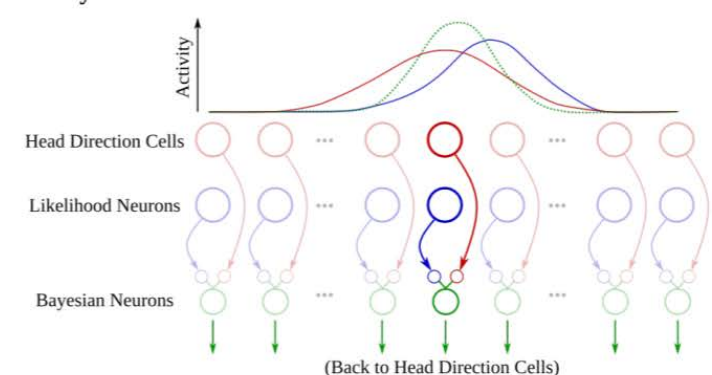 Activity
Head Direction Cells
...
...
Likelihood Neurons
...
...
Bayesian Neurons
...
...
(Back to Head Direction Cells)